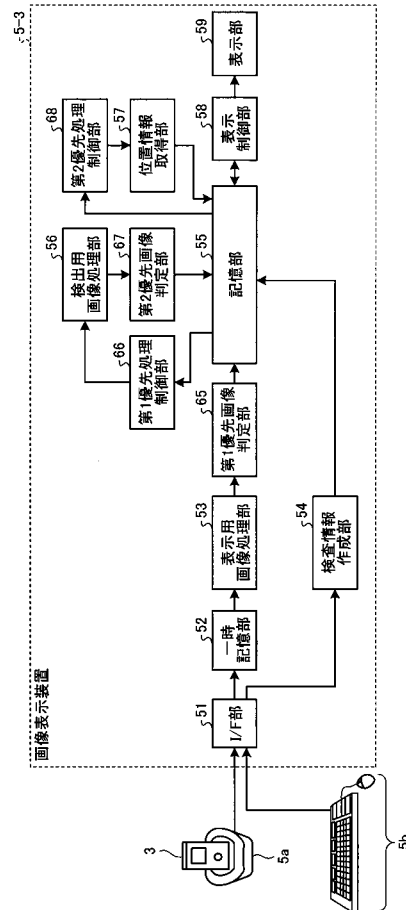 画像表示装置
5-3
3
5a
5b
51
I/F部
52
一時
記憶部
53
表示用
画像処理部
54
検査情報
作成部
65
第1優先画像
判定部
55
記憶部
66
第1優先処理
制御部
56
検出用
画像処理部
67
第2優先画像
判定部
68
第2優先処理
制御部
57
位置情報
取得部
58
表示
制御部
59
表示部